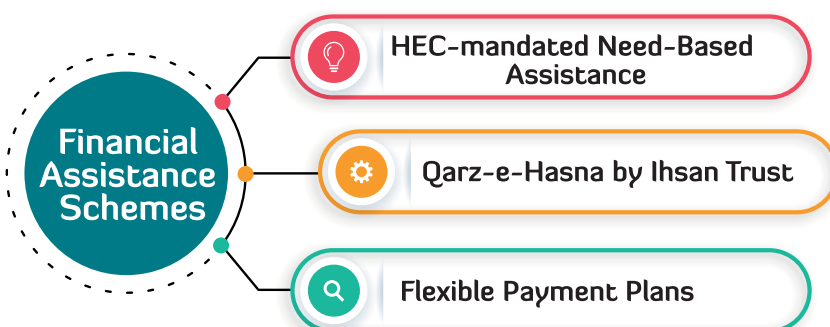 Financial
Assistance
Schemes
HEC-mandated Need-Based
Assistance
Qarz-e-Hasna by Ihsan Trust
Flexible Payment Plans